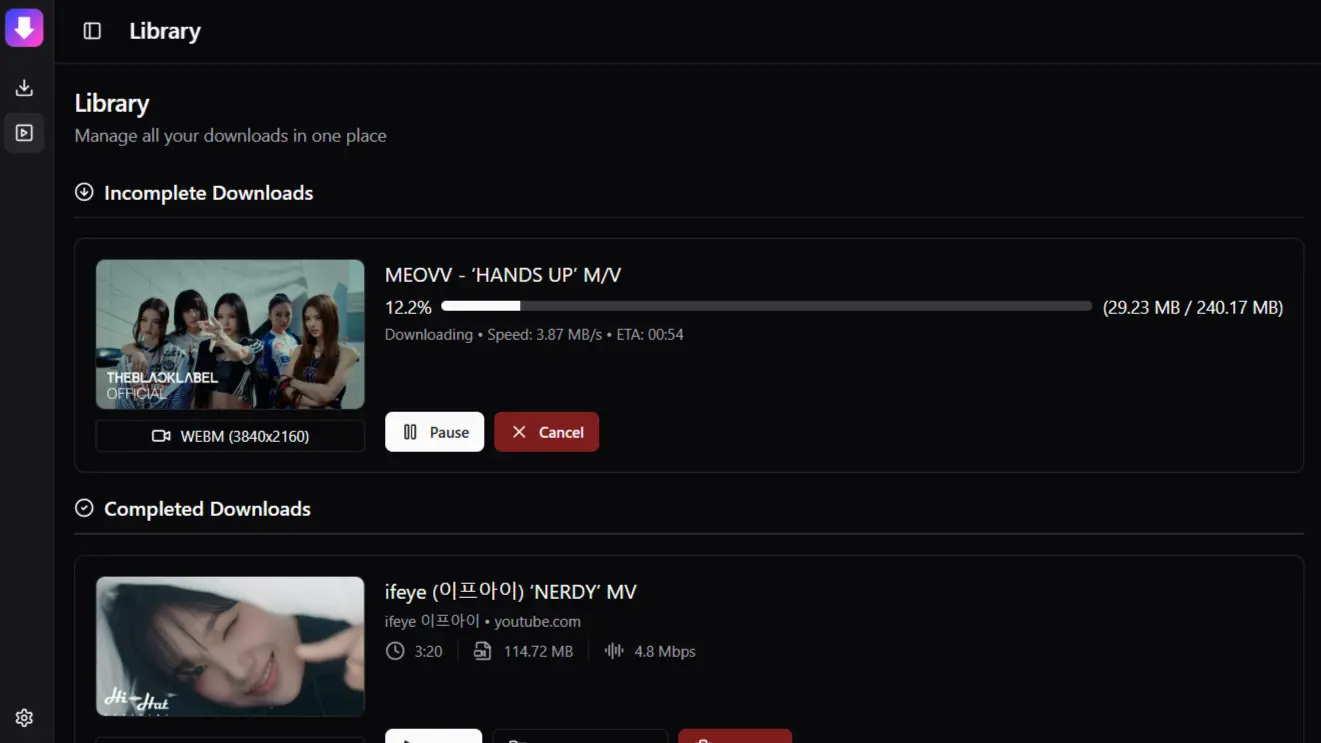 Library
Library
Manage all your downloads in one place
Incomplete Downloads
MEOVV - ‘HANDS UP’ M/V
12.2% (29.23 MB / 240.17 MB)
Downloading • Speed: 3.87 MB/s • ETA: 00:54
THEBLACKLABEL
OFFICIAL
WEBM (3840x2160)
Pause
Cancel
Completed Downloads
ifeye (이프아이) ‘NERDY’ MV
ifeye 이프아이 • youtube.com
3:20 114.72 MB 4.8 Mbps
Hi-Hat